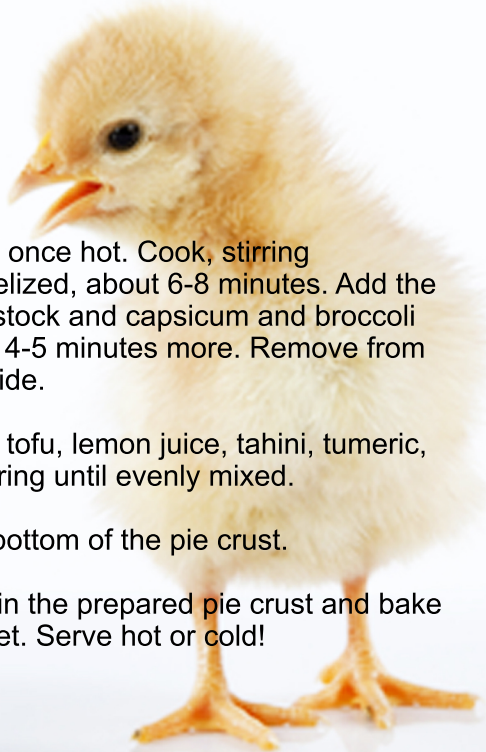 once hot. Cook, stirring
elized, about 6-8 minutes. Add the
stock and capsicum and broccoli
4-5 minutes more. Remove from
ide.
tofu, lemon juice, tahini, tumeric,
ring until evenly mixed.
bottom of the pie crust.
in the prepared pie crust and bake
et. Serve hot or cold!